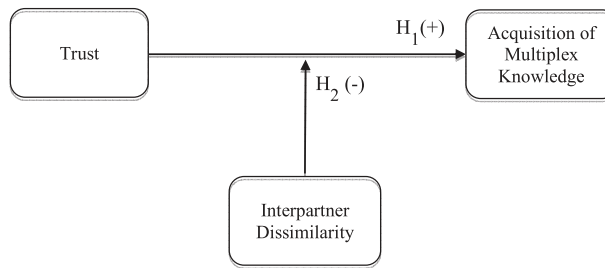 Trust
H1(+)
Acquisition of
Multiplex
Knowledge
H2 (-)
Interpartner
Dissimilarity